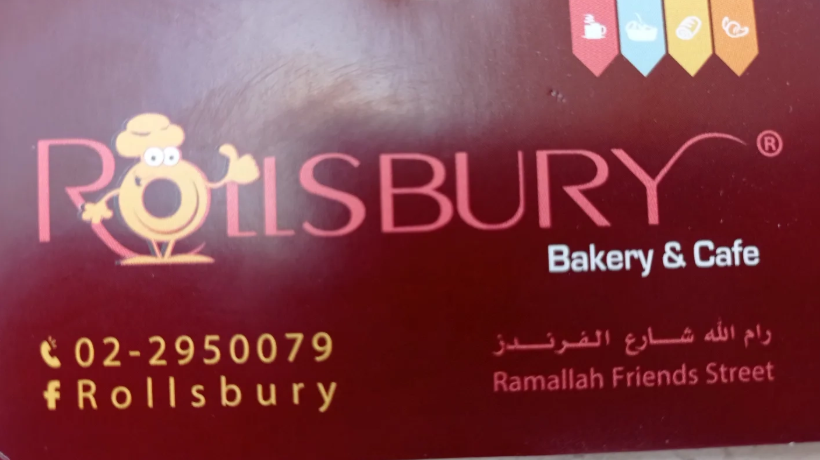 ROLLSBURY®
Bakery & Cafe
02-2950079
Rollsbury
رام الله شارع الفرندز
Ramallah Friends Street